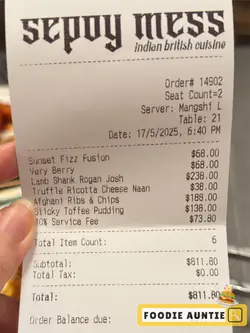 sepoy mess
indian british cuisine
Order# 14902
Seat Count=2
Server: Mangshi L
Table: 21
Date: 17/5/2025, 6:40 PM
Sunset Fizz Fusion $68.00
Very Berry $68.00
Lamb Shank Rogan Josh $238.00
Truffle Ricotta Cheese Naan $38.00
Afghani Ribs & Chips $188.00
Sticky Toffee Pudding $138.00
10% Service Fee $73.80
Total Item Count: 6
Subtotal: $811.80
Total Tax: $0.00
Total: $811.80
Order Balance due:
FOODIE AUNTIE